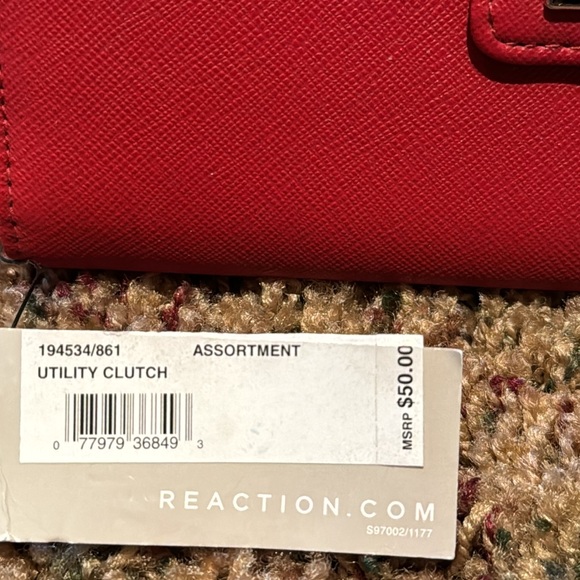 194534/861 ASSORTMENT
UTILITY CLUTCH
0 77979 36849 3
MSRP $50.00
REACTION.COM
S97002/1177